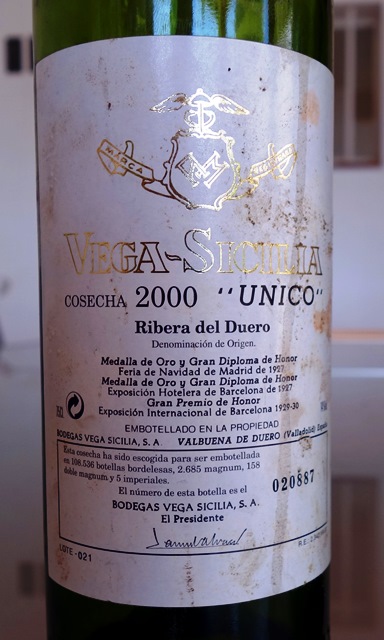 MARCA
VEGA-SICILIA
COSECHA 2000 "UNICO"
Ribera del Duero
Denominación de Origen.
Medalla de Oro y Gran Diploma de Honor
Feria de Navidad de Madrid de 1927
Medalla de Oro y Gran Diploma de Honor
Exposición Hotelera de Barcelona de 1927
Gran Premio de Honor
Exposición Internacional de Barcelona 1929-30
EMBOTELLADO EN LA PROPIEDAD
BODEGAS VEGA SICILIA, S. A. VALBUENA DE DUERO (Valladolid) España
Esta cosecha ha sido escogida para ser embotellada
en 108.536 botellas bordelesas, 2.685 magnum, 158
doble magnum y 5 imperiales.
El número de esta botella es el 020887
BODEGAS VEGA SICILIA, S. A.
El Presidente
LOTE -021 R.E.